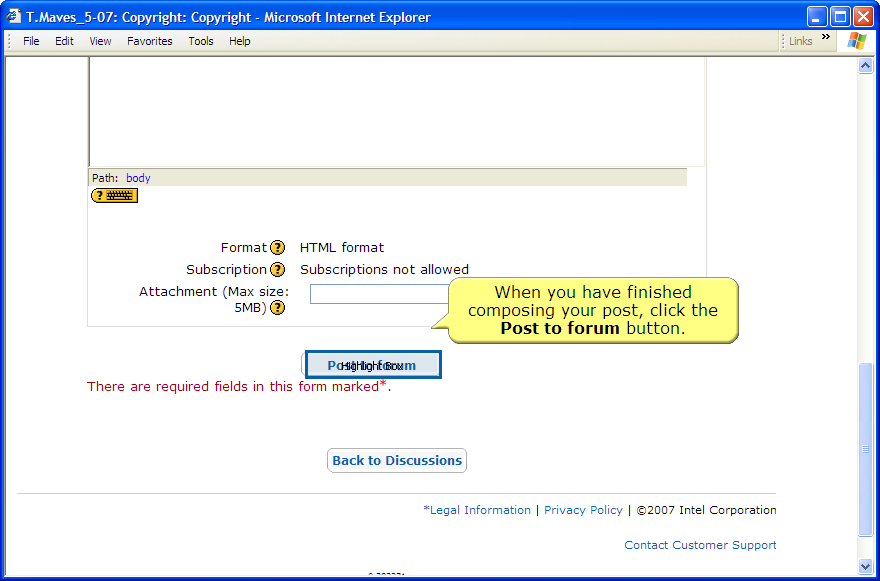 T.Maves_5-07: Copyright: Copyright - Microsoft Internet Explorer
File Edit View Favorites Tools Help Links »
Path: body
?
Format ? HTML format
Subscription ? Subscriptions not allowed
Attachment (Max size:
5MB) ?
When you have finished
composing your post, click the
Post to forum button.
Post to forum
Highlight Box
There are required fields in this form marked*.
Back to Discussions
*Legal Information | Privacy Policy | ©2007 Intel Corporation
Contact Customer Support